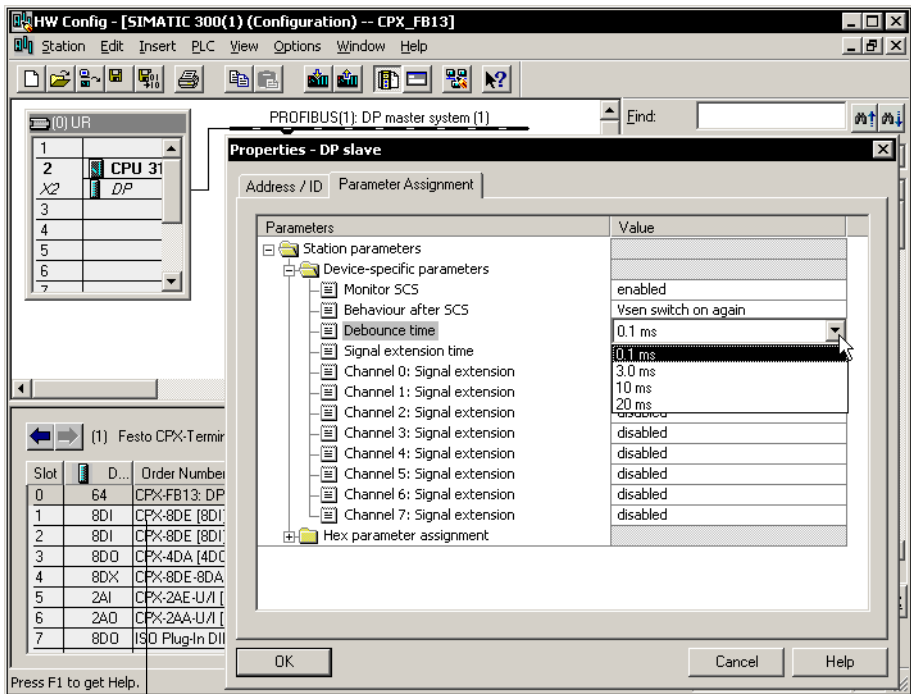 HW Config - [SIMATIC 300(1) (Configuration) -- CPX_FB13]
Station Edit Insert PLC View Options Window Help
(0) UR
1
2 CPU 31
X2 DP
3
4
5
6
7
PROFIBUS(1): DP master system (1)
Find:
Properties - DP slave
Address / ID Parameter Assignment
Parameters Value
Station parameters
Device-specific parameters
Monitor SCS enabled
Behaviour after SCS Vsen switch on again
Debounce time 0.1 ms
Signal extension time 0.1 ms
Channel 0: Signal extension 3.0 ms
Channel 1: Signal extension 10 ms
Channel 2: Signal extension 20 ms
disabled
Channel 3: Signal extension disabled
Channel 4: Signal extension disabled
Channel 5: Signal extension disabled
Channel 6: Signal extension disabled
Channel 7: Signal extension disabled
Hex parameter assignment
OK Cancel Help
(1) Festo CPX-Termir
Slot D... Order Number
0 64 CPX-FB13: DP
1 8DI CPX-8DE [8DI]
2 8DI CPX-8DE [8DI]
3 8DO CPX-4DA [4DO
4 8DX CPX-8DE-8DA
5 2AI CPX-2AE-U/I [
6 2AO CPX-2AA-U/I [
7 8DO ISO Plug-In DII
Press F1 to get Help.